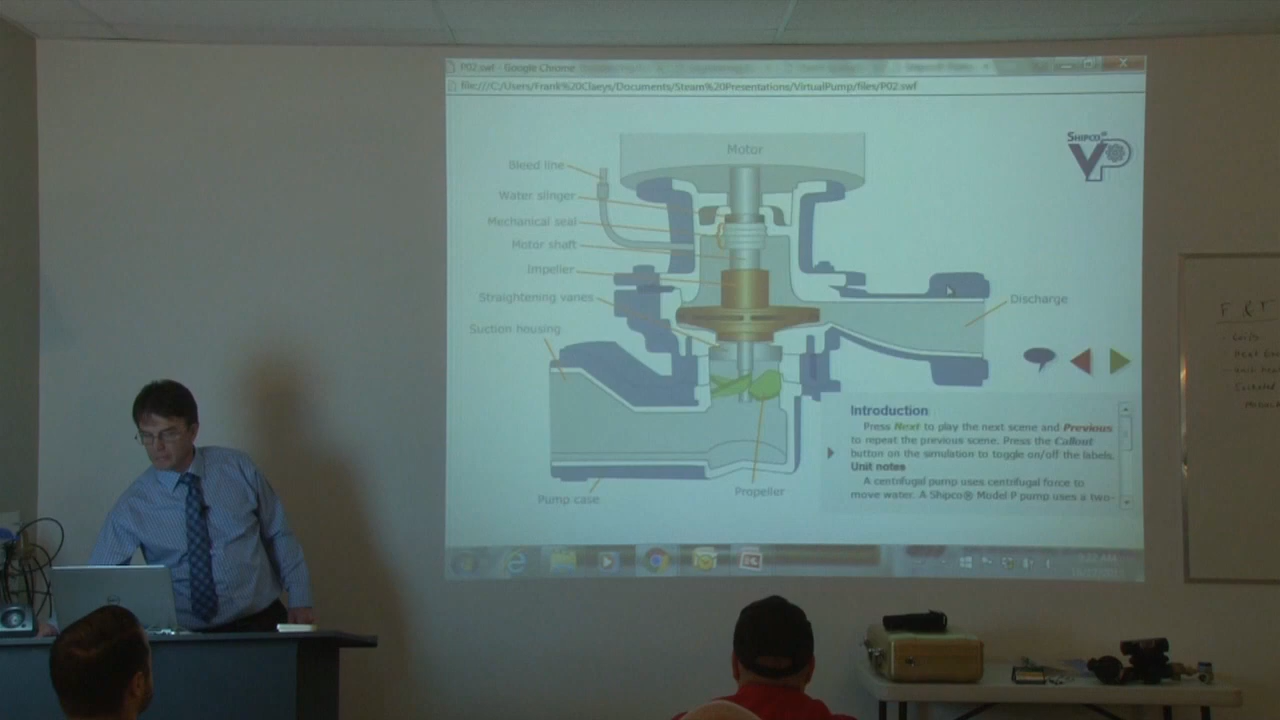 P02.swf - Google Chrome
file:///C:/Users/Frank%20Claeys/Documents/Steam%20Presentations/VirtualPump/files/P02.swf
SHIPCO®
VP
Motor
Bleed line
Water slinger
Mechanical seal
Motor shaft
Impeller
Straightening vanes
Suction housing
Discharge
Pump case
Propeller
Introduction
Press Next to play the next scene and Previous
to repeat the previous scene. Press the Callout
button on the simulation to toggle on/off the labels.
Unit notes
A centrifugal pump uses centrifugal force to
move water. A Shipco® Model P pump uses a two-
9:22 AM